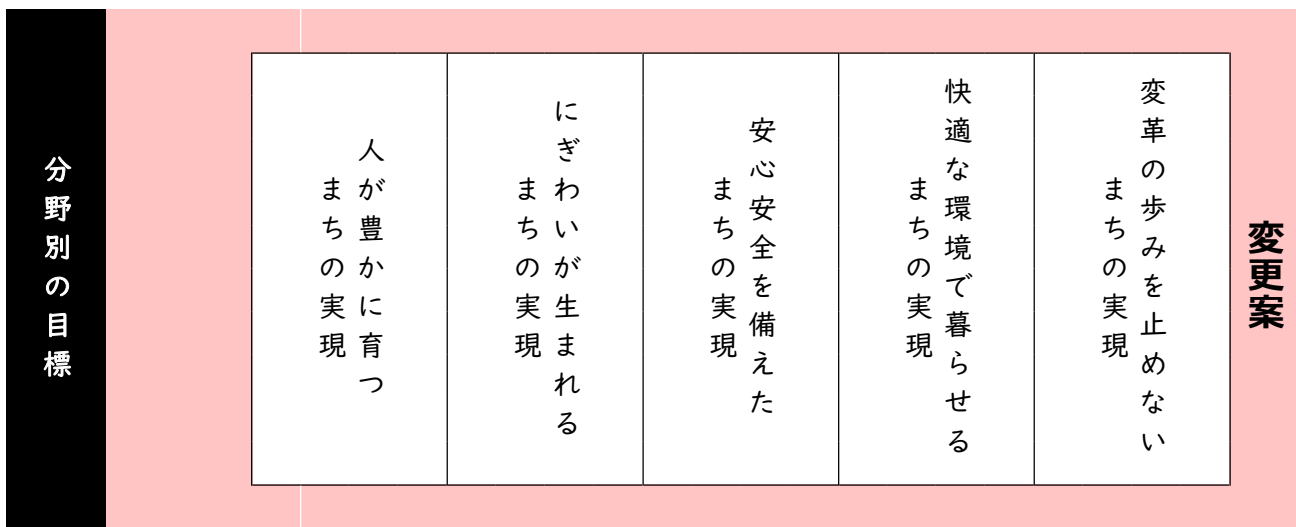 変更案
変革の歩みを止めない
まちの実現
快適な環境で暮らせる
まちの実現
安心安全を備えた
まちの実現
にぎわいが生まれる
まちの実現
人が豊かに育つ
まちの実現
分野別の目標